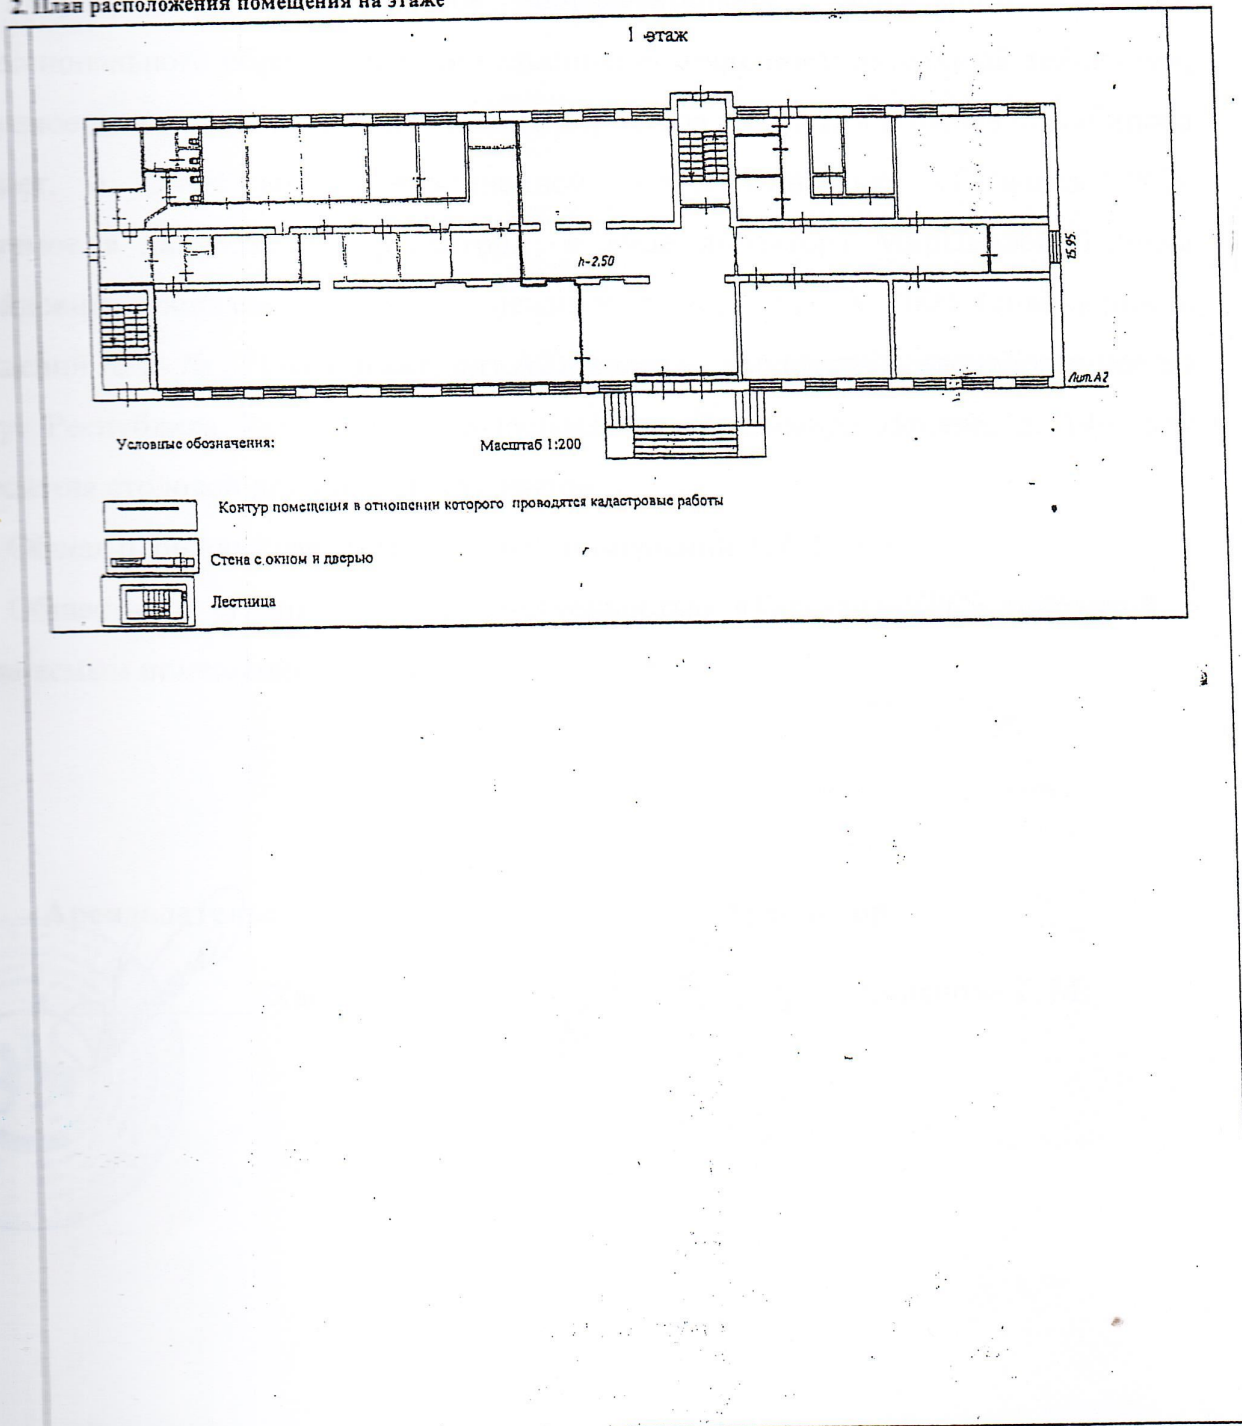 2. План расположения помещения на этаже
1 этаж
h-2.50
15.95
Лит.А2
Условные обозначения:
Масштаб 1:200
Контур помещения в отношении которого проводятся кадастровые работы
Стена с окном и дверью
Лестница